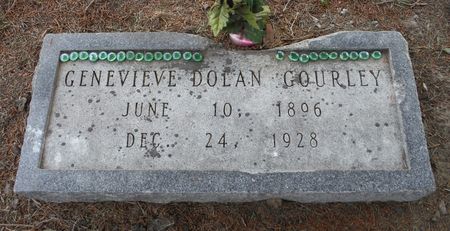 GENEVIEVE DOLAN GOURLEY
JUNE 10, 1896
DEC. 24, 1928